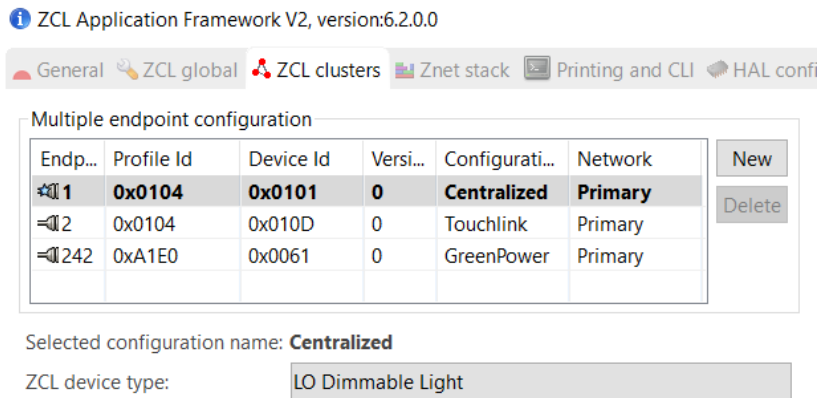 ZCL Application Framework V2, version:6.2.0.0
General ZCL global ZCL clusters Znet stack Printing and CLI HAL confi
Multiple endpoint configuration
Endp... Profile Id Device Id Versi... Configurati... Network New
1 0x0104 0x0101 0 Centralized Primary Delete
2 0x0104 0x010D 0 Touchlink Primary
242 0xA1E0 0x0061 0 GreenPower Primary
Selected configuration name: Centralized
ZCL device type: LO Dimmable Light